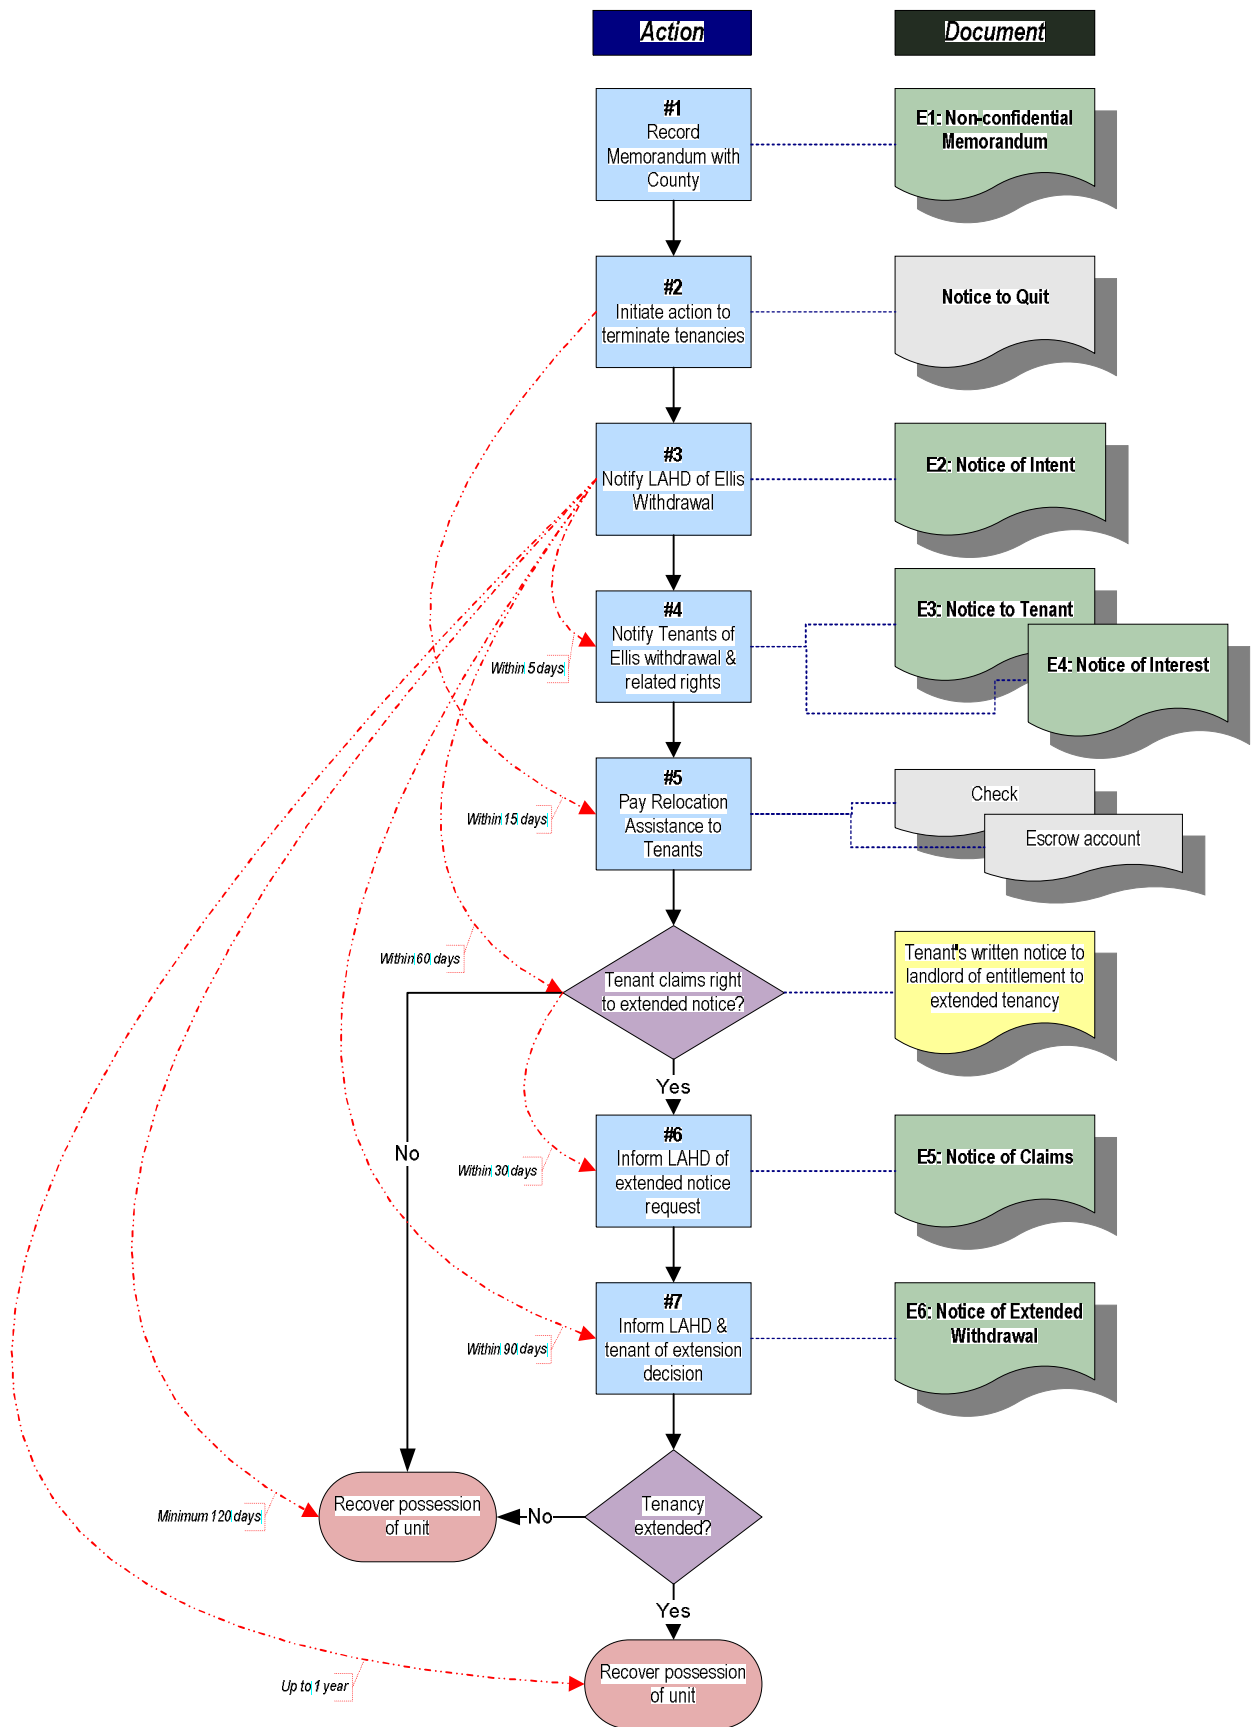 Action
Document
#1
Record
Memorandum with
County
E1: Non-confidential
Memorandum
#2
Initiate action to
terminate tenancies
Notice to Quit
#3
Notify LAHD of Ellis
Withdrawal
E2: Notice of Intent
#4
Notify Tenants of
Ellis withdrawal &
related rights
E3: Notice to Tenant
E4: Notice of Interest
Within 5 days
#5
Pay Relocation
Assistance to
Tenants
Check
Escrow account
Within 15 days
Within 60 days
Tenant claims right
to extended notice?
Tenant's written notice to
landlord of entitlement to
extended tenancy
Yes
No
#6
Inform LAHD of
extended notice
request
E5: Notice of Claims
Within 30 days
#7
Inform LAHD &
tenant of extension
decision
E6: Notice of Extended
Withdrawal
Within 90 days
Minimum 120 days
Recover possession
of unit
No
Tenancy
extended?
Yes
Up to 1 year
Recover possession
of unit